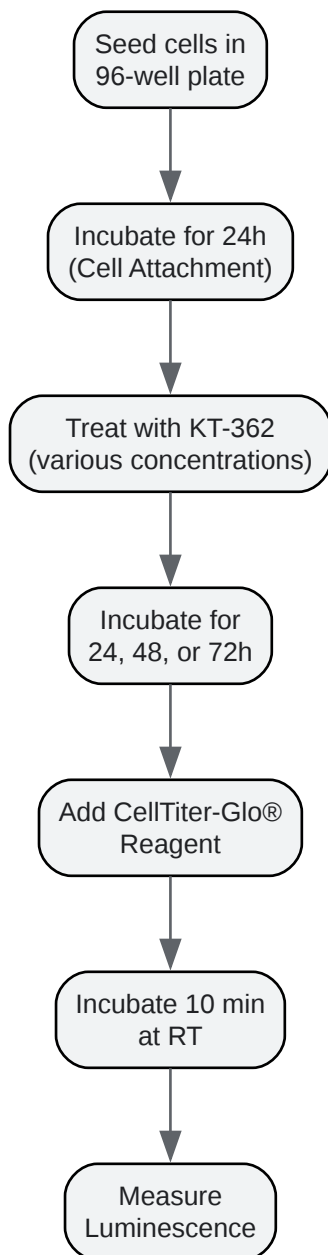 Seed cells in
96-well plate
Incubate for 24h
(Cell Attachment)
Treat with KT-362
(various concentrations)
Incubate for
24, 48, or 72h
Add CellTiter-Glo®
Reagent
Incubate 10 min
at RT
Measure
Luminescence